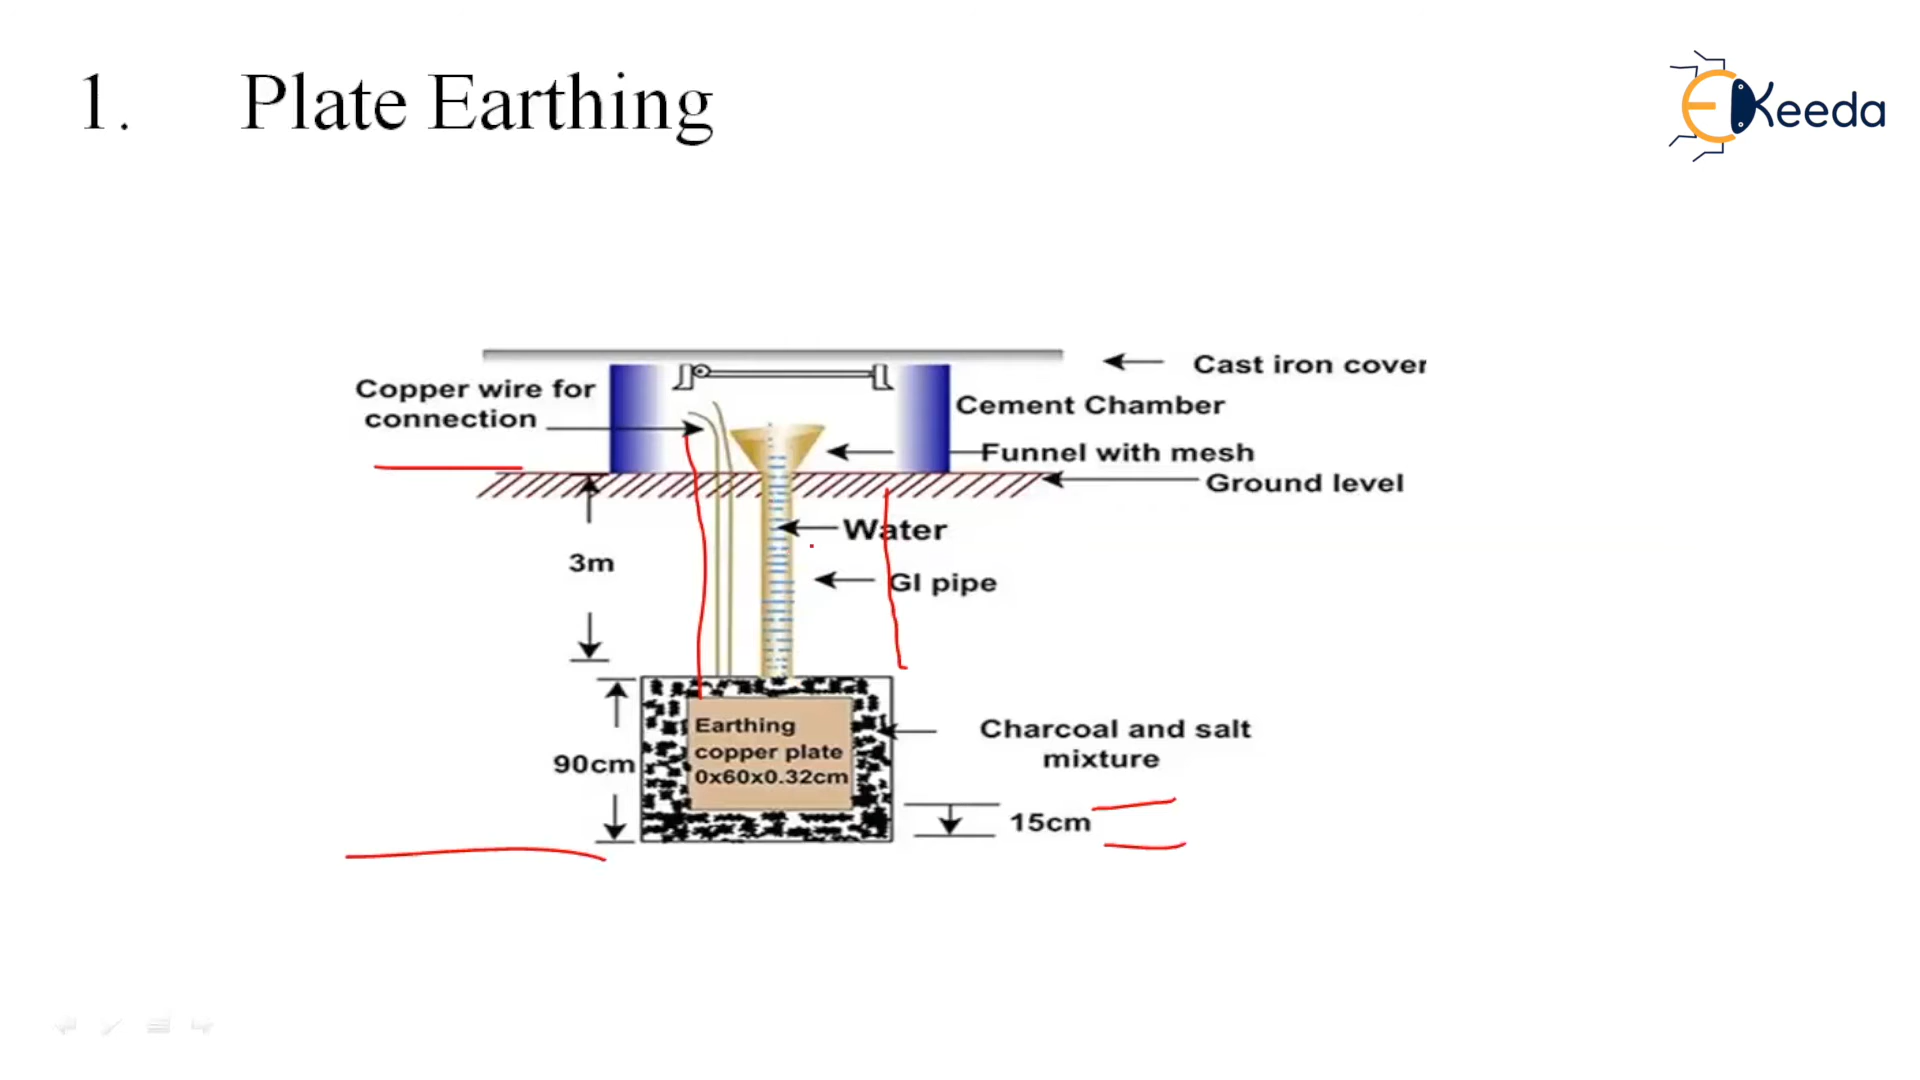 1. Plate Earthing
EKeeda
Cast iron cover
Copper wire for
connection
Cement Chamber
Funnel with mesh
Ground level
Water
3m
GI pipe
Earthing
copper plate
0x60x0.32cm
90cm
Charcoal and salt
mixture
15cm